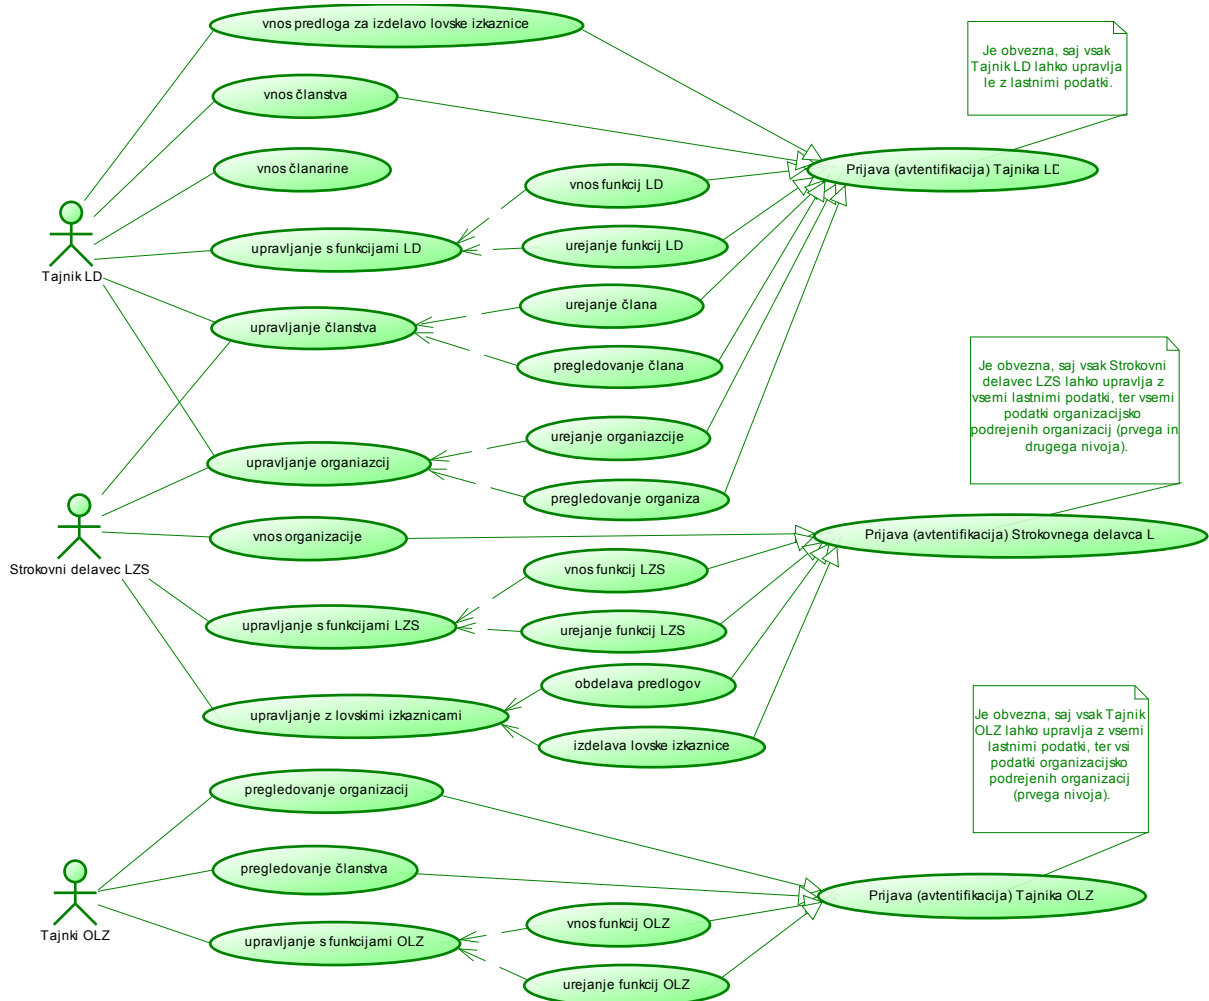 vnos predloga za izdelavo lovske izkaznice
Je obvezna, saj vsak
Tajnik LD lahko upravlja
le z lastnimi podatki.
vnos članstva
vnos članarine
vnos funkcij LD
Prijava (avtentifikacija) Tajnika LD
upravljanje s funkcijami LD
urejanje funkcij LD
Tajnik LD
urejanje člana
upravljanje članstva
pregledovanje člana
Je obvezna, saj vsak Strokovni
delavec LZS lahko upravlja z
vsemi lastnimi podatki, ter vsemi
podatki organizacijsko
podrejenih organizacij (prvega in
drugega nivoja).
urejanje organiazcije
upravljanje organiazcij
pregledovanje organiza
vnos organizacije
Prijava (avtentifikacija) Strokovnega delavca L
Strokovni delavec LZS
vnos funkcij LZS
upravljanje s funkcijami LZS
urejanje funkcij LZS
obdelava predlogov
upravljanje z lovskimi izkaznicami
izdelava lovske izkaznice
Je obvezna, saj vsak Tajnik
OLZ lahko upravlja z vsemi
lastnimi podatki, ter vsi
podatki organizacijsko
podrejenih organizacij
(prvega nivoja).
pregledovanje organizacij
pregledovanje članstva
Prijava (avtentifikacija) Tajnika OLZ
vnos funkcij OLZ
Tajnki OLZ
upravljanje s funkcijami OLZ
urejanje funkcij OLZ